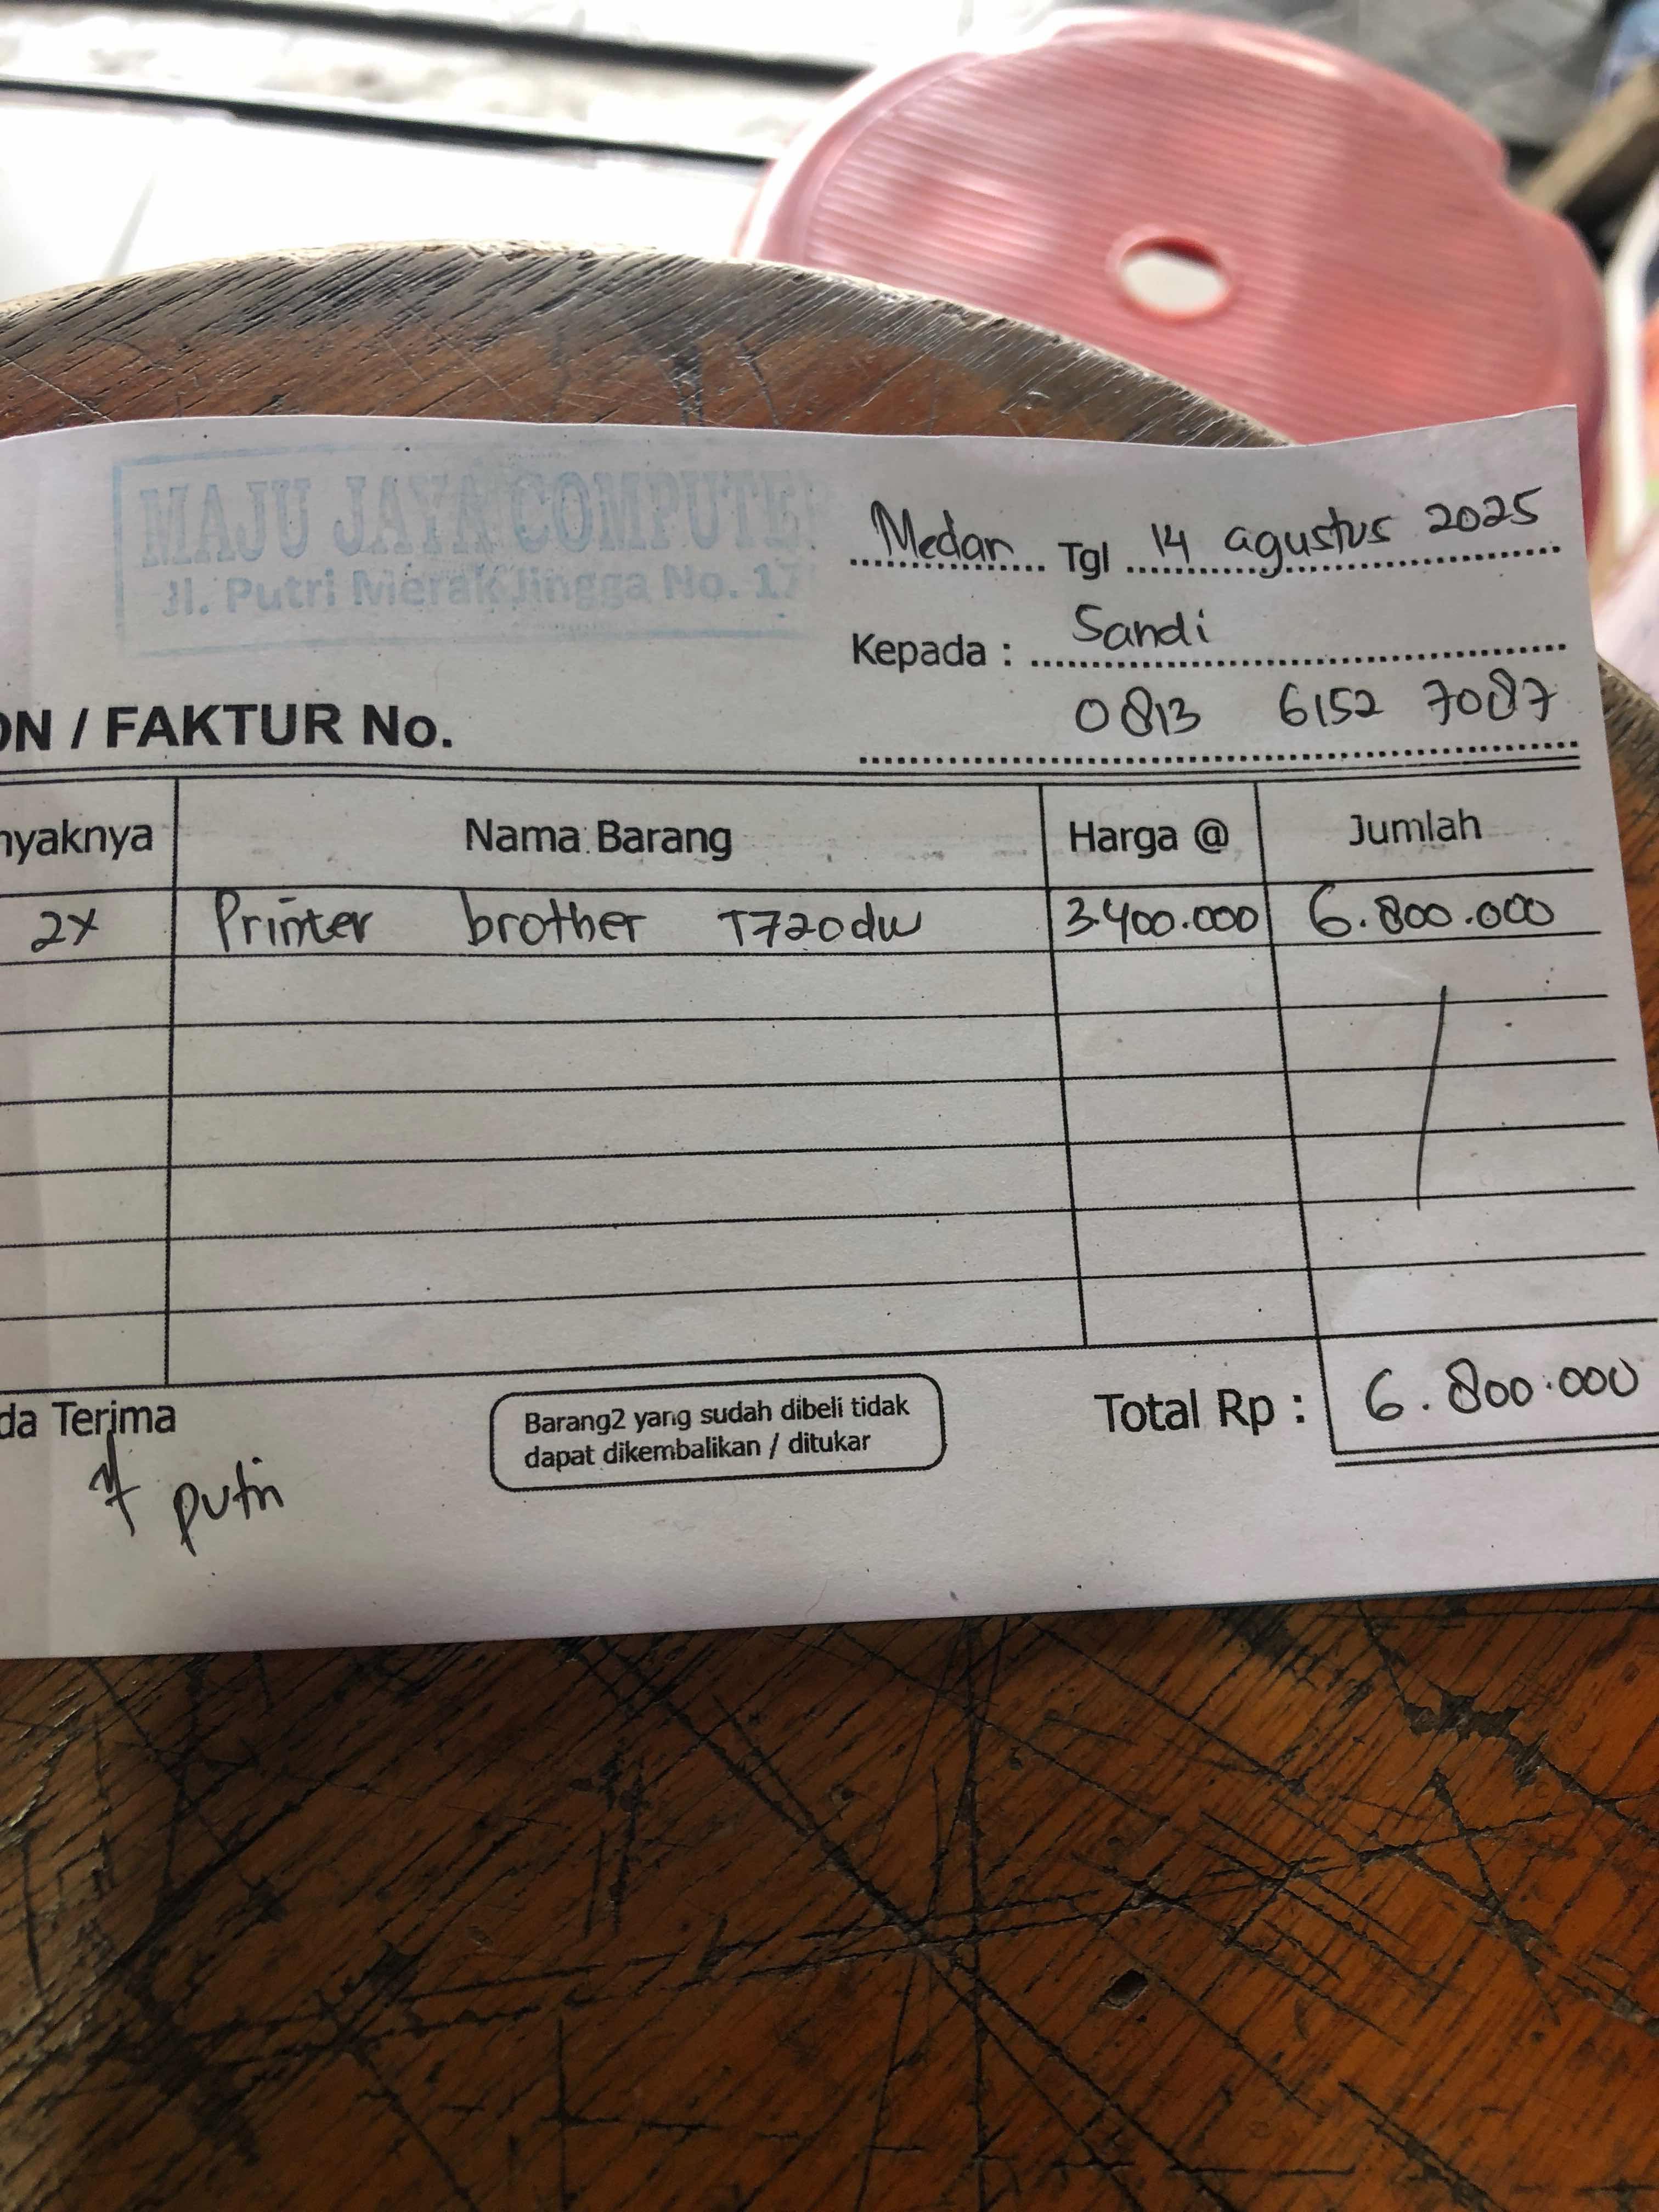 MAJU JAYA COMPUTE
Jl. Putri Merak Jingga No. 17
Medan Tgl 14 agustus 2025
Kepada : Sandi
0813 6152 7087
ON / FAKTUR No.
nyaknya Nama Barang Harga @ Jumlah
2x Printer brother T720dw 3.400.000 6.800.000
da Terima
putri
Barang2 yang sudah dibeli tidak
dapat dikembalikan / ditukar
Total Rp : 6.800.000